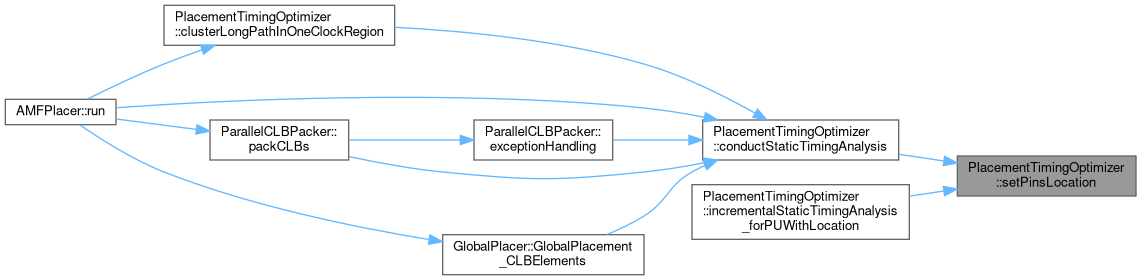 PlacementTimingOptimizer
::clusterLongPathInOneClockRegion
AMFPlacer::run
ParallelCLBPacker::
packCLBs
ParallelCLBPacker::
exceptionHandling
PlacementTimingOptimizer
::conductStaticTimingAnalysis
PlacementTimingOptimizer
::setPinsLocation
PlacementTimingOptimizer
::incrementalStaticTimingAnalysis
_forPUWithLocation
GlobalPlacer::GlobalPlacement
_CLBElements